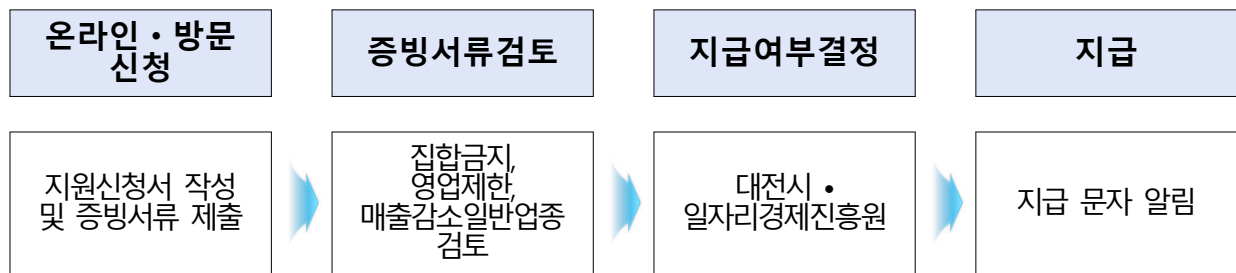 온라인・방문
신청
증빙서류검토
지급여부결정
지급
지원신청서 작성
및 증빙서류 제출
집합금지,
영업제한,
매출감소일반업종
검토
대전시 •
일자리경제진흥원
지급 문자 알림